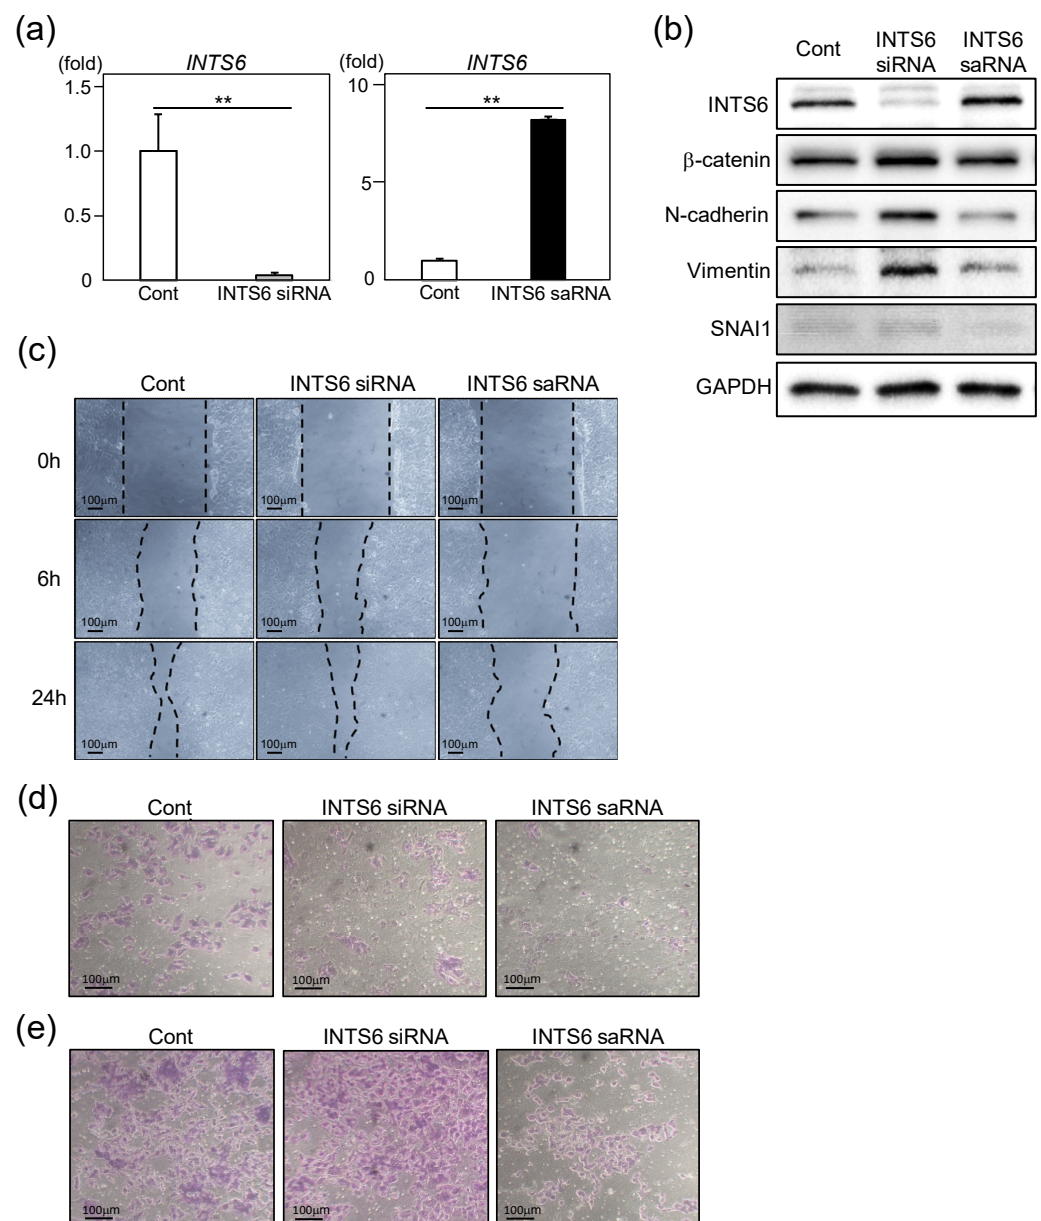 (a)
(fold)
INTS6
**
1.5
1.0
0.5
0
Cont
INTS6 siRNA
(fold)
INTS6
**
10
5
0
Cont
INTS6 saRNA
(b)
Cont
INTS6
siRNA
INTS6
saRNA
INTS6
β-catenin
N-cadherin
Vimentin
SNAI1
GAPDH
(c)
Cont
INTS6 siRNA
INTS6 saRNA
0h
100μm
100μm
100μm
6h
100μm
100μm
100μm
24h
100μm
100μm
100μm
(d)
Cont
INTS6 siRNA
INTS6 saRNA
100μm
100μm
100μm
(e)
Cont
INTS6 siRNA
INTS6 saRNA
100μm
100μm
100μm